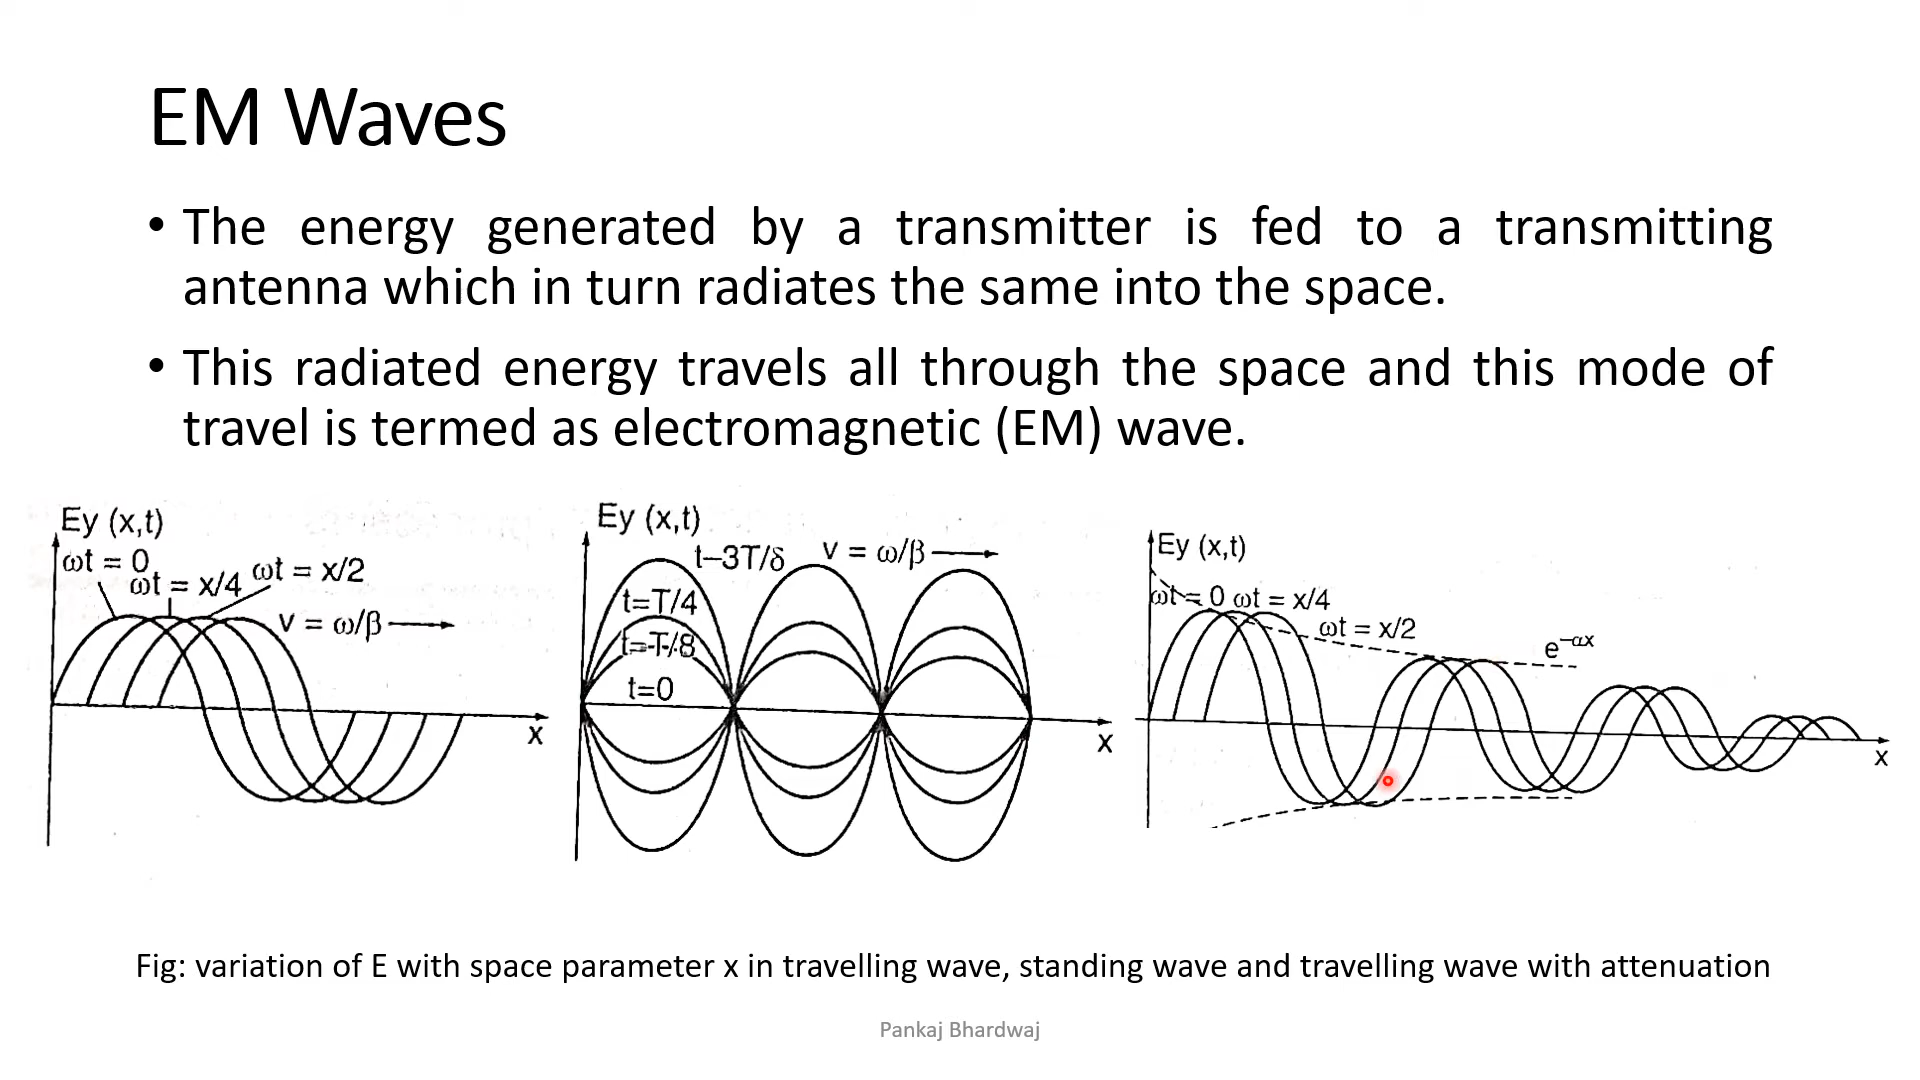 EM Waves
• The energy generated by a transmitter is fed to a transmitting
antenna which in turn radiates the same into the space.
• This radiated energy travels all through the space and this mode of
travel is termed as electromagnetic (EM) wave.
Ey (x,t)
ωt = 0
ωt = x/4
ωt = x/2
v = ω/β
x
Ey (x,t)
t–3T/δ
v = ω/β
t=T/4
t=T/8
t=0
x
Ey (x,t)
ωt = 0 ωt = x/4
ωt = x/2
e^–αx
x
Fig: variation of E with space parameter x in travelling wave, standing wave and travelling wave with attenuation
Pankaj Bhardwaj